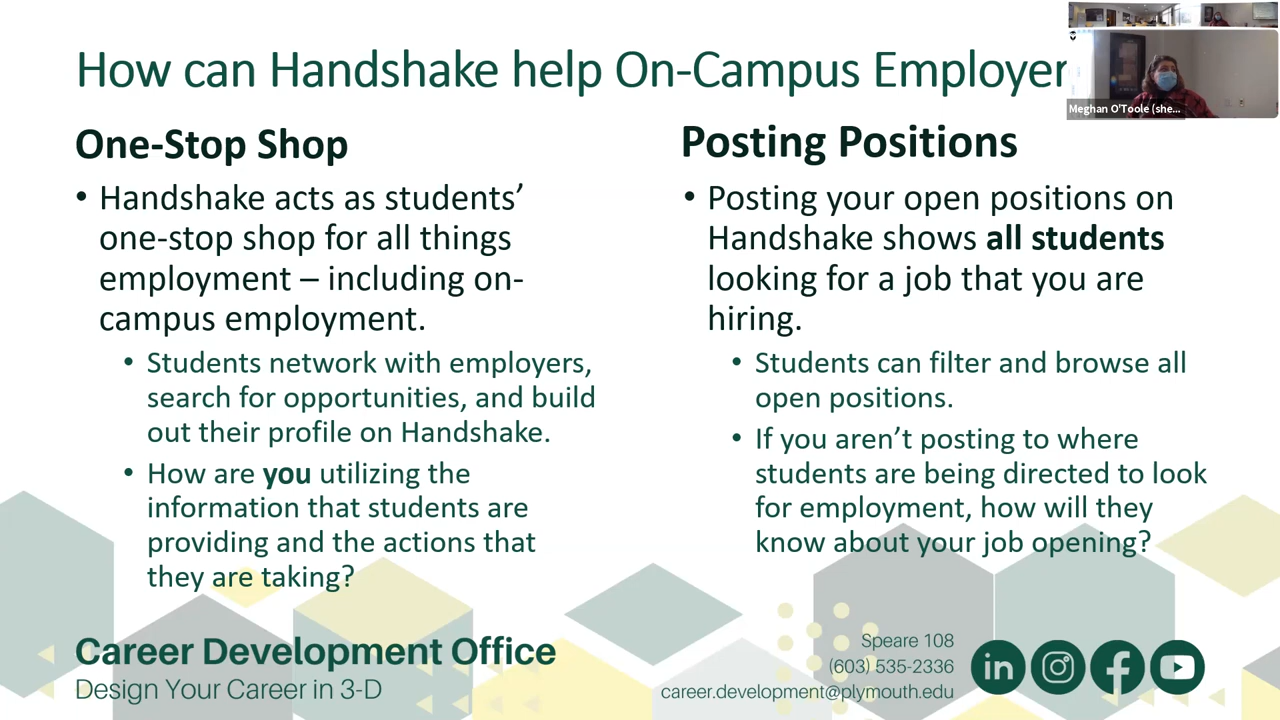 How can Handshake help On-Campus Employer
Meghan O'Toole (she...
One-Stop Shop
• Handshake acts as students’
one-stop shop for all things
employment – including on-
campus employment.
• Students network with employers,
search for opportunities, and build
out their profile on Handshake.
• How are you utilizing the
information that students are
providing and the actions that
they are taking?
Posting Positions
• Posting your open positions on
Handshake shows all students
looking for a job that you are
hiring.
• Students can filter and browse all
open positions.
• If you aren’t posting to where
students are being directed to look
for employment, how will they
know about your job opening?
Career Development Office
Design Your Career in 3-D
Speare 108
(603) 535-2336
career.development@plymouth.edu
in
f